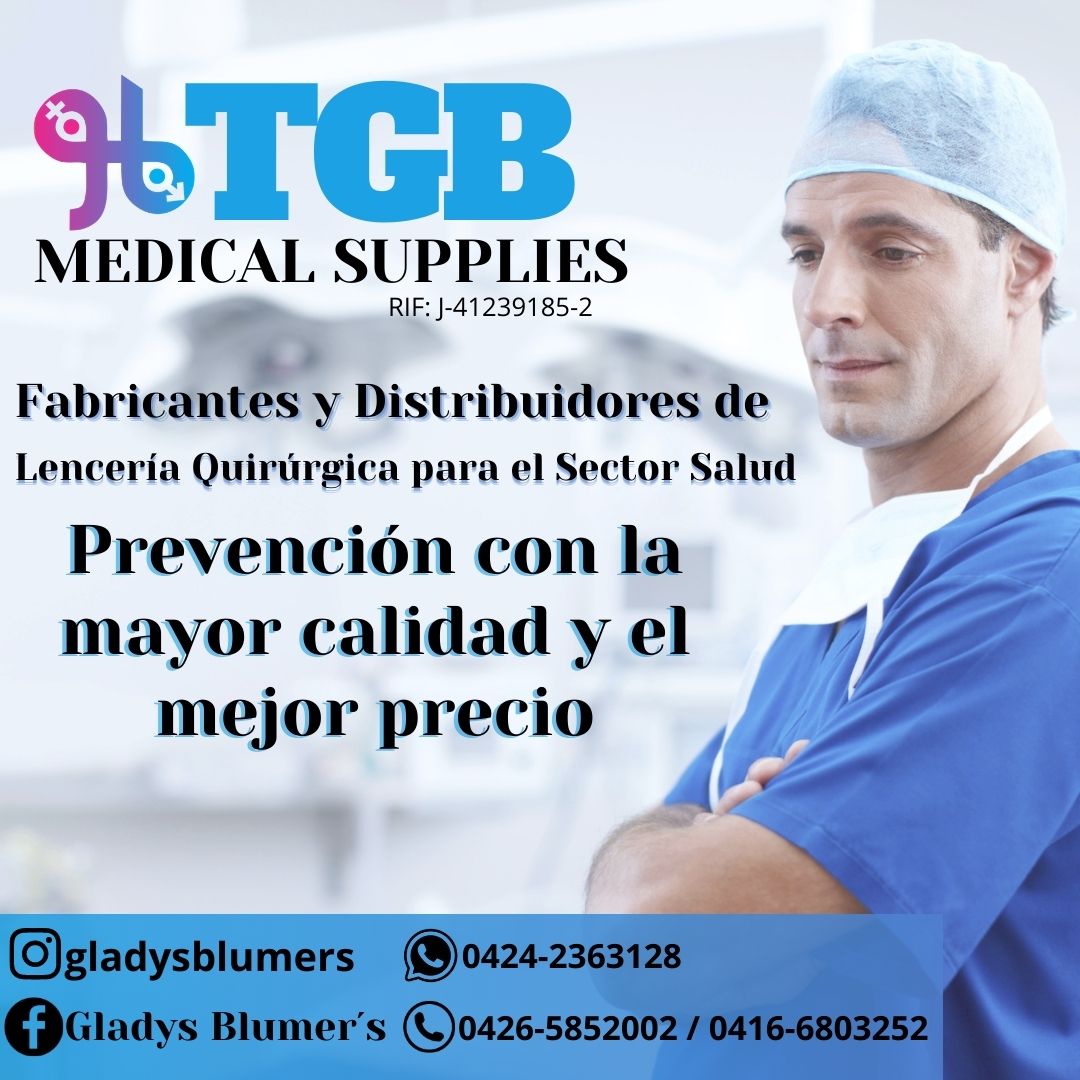 TGB
MEDICAL SUPPLIES
RIF: J-41239185-2
Fabricantes y Distribuidores de
Lencería Quirúrgica para el Sector Salud
Prevención con la
mayor calidad y el
mejor precio
gladysblumers
0424-2363128
Gladys Blumer´s
0426-5852002 / 0416-6803252